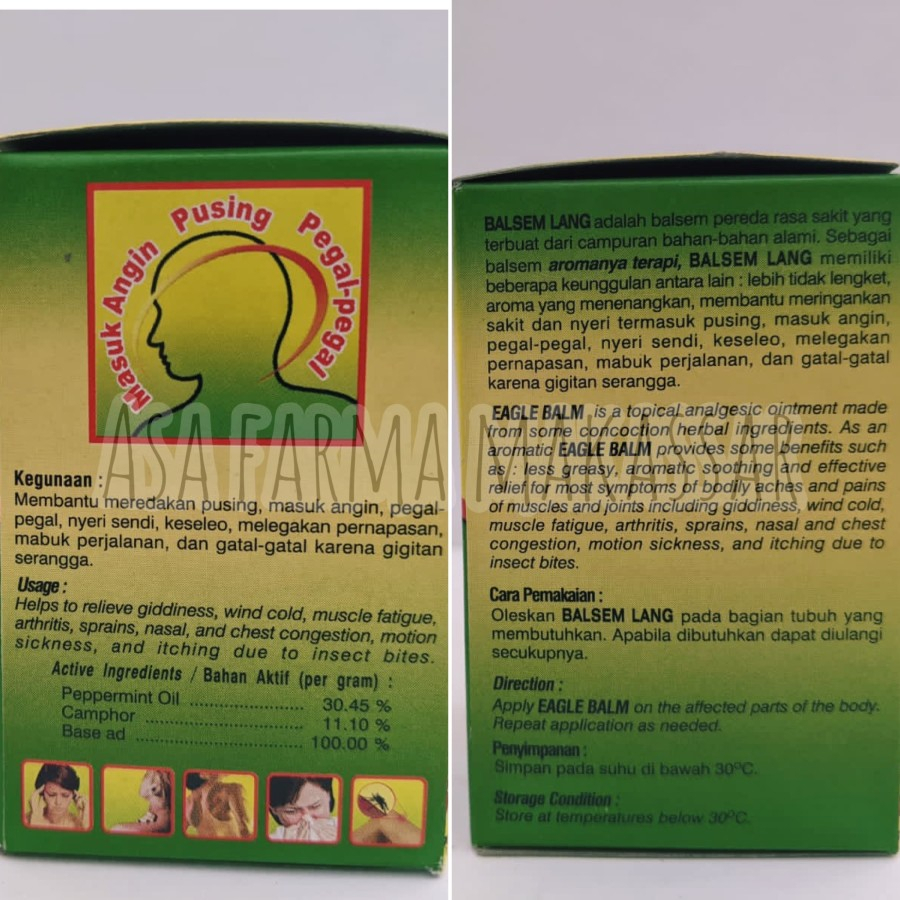 Masuk Angin Pusing Pegal-pegal
Kegunaan :
Membantu meredakan pusing, masuk angin, pegal-
pegal, nyeri sendi, keseleo, melegakan pernapasan,
mabuk perjalanan, dan gatal-gatal karena gigitan
serangga.
Usage :
Helps to relieve giddiness, wind cold, muscle fatigue,
arthritis, sprains, nasal, and chest congestion, motion
sickness, and itching due to insect bites.
Active Ingredients / Bahan Aktif (per gram) :
Peppermint Oil ........................ 30.45 %
Camphor ........................ 11.10 %
Base ad ........................ 100.00 %
BALSEM LANG adalah balsem pereda rasa sakit yang
terbuat dari campuran bahan-bahan alami. Sebagai
balsem aromanya terapi, BALSEM LANG memiliki
beberapa keunggulan antara lain : lebih tidak lengket,
aroma yang menenangkan, membantu meringankan
sakit dan nyeri termasuk pusing, masuk angin,
pegal-pegal, nyeri sendi, keseleo, melegakan
pernapasan, mabuk perjalanan, dan gatal-gatal
karena gigitan serangga.
EAGLE BALM is a topical analgesic ointment made
from some concoction herbal ingredients. As an
aromatic EAGLE BALM provides some benefits such
as : less greasy, aromatic soothing and effective
relief for most symptoms of bodily aches and pains
of muscles and joints including giddiness, wind cold,
muscle fatigue, arthritis, sprains, nasal and chest
congestion, motion sickness, and itching due to
insect bites.
Cara Pemakaian :
Oleskan BALSEM LANG pada bagian tubuh yang
membutuhkan. Apabila dibutuhkan dapat diulangi
secukupnya.
Direction :
Apply EAGLE BALM on the affected parts of the body.
Repeat application as needed.
Penyimpanan :
Simpan pada suhu di bawah 30ºC.
Storage Condition :
Store at temperatures below 30ºC.
ASA FARMA MAKASSAR